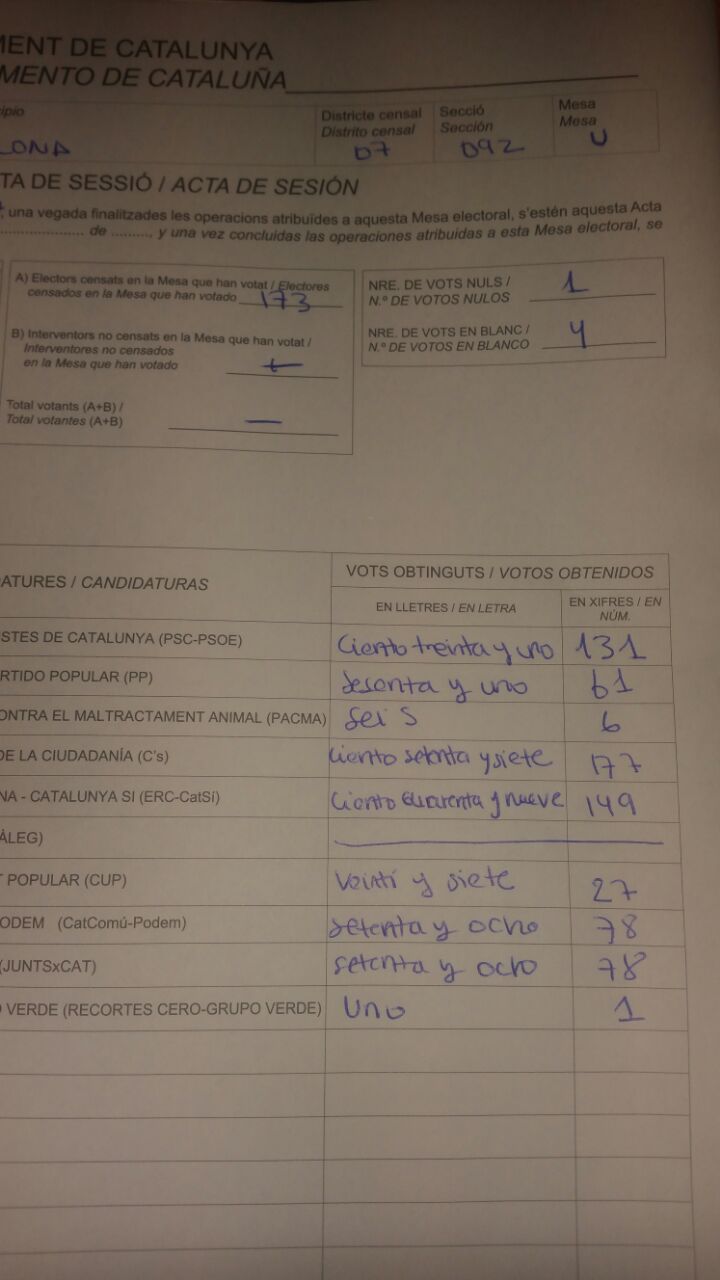 MENT DE CATALUNYA
MENTO DE CATALUÑA
ipio
LONA
Districte censal
Distrito censal
07
Secció
Sección
092
Mesa
Mesa
U
TA DE SESSIÓ / ACTA DE SESIÓN
una vegada finalitzades les operacions atribuïdes a aquesta Mesa electoral, s'estén aquesta Acta
de .......... y una vez concluidas las operaciones atribuidas a esta Mesa electoral, se
A) Electors censats en la Mesa que han votat / Electores
censados en la Mesa que han votado 173
B) Interventors no censats en la Mesa que han votat /
Interventores no censados
en la Mesa que han votado
Total votants (A+B) /
Total votantes (A+B) —
NRE. DE VOTS NULS /
N.º DE VOTOS NULOS 1
NRE. DE VOTS EN BLANC /
N.º DE VOTOS EN BLANCO 4
ATURES / CANDIDATURAS
VOTS OBTINGUTS / VOTOS OBTENIDOS
EN LLETRES / EN LETRA
EN XIFRES / EN
NÚM.
STES DE CATALUNYA (PSC-PSOE) Ciento treinta y uno 131
RTIDO POPULAR (PP) Sesenta y uno 61
ONTRA EL MALTRACTAMENT ANIMAL (PACMA) Seis 6
DE LA CIUDADANÍA (C's) Ciento setenta y siete 177
NA - CATALUNYA SI (ERC-CatSí) Ciento cuarenta y nueve 149
ÀLEG)
T POPULAR (CUP) Veinti y siete 27
ODEM (CatComú-Podem) setenta y ocho 78
(JUNTSxCAT) setenta y ocho 78
O VERDE (RECORTES CERO-GRUPO VERDE) Uno 1